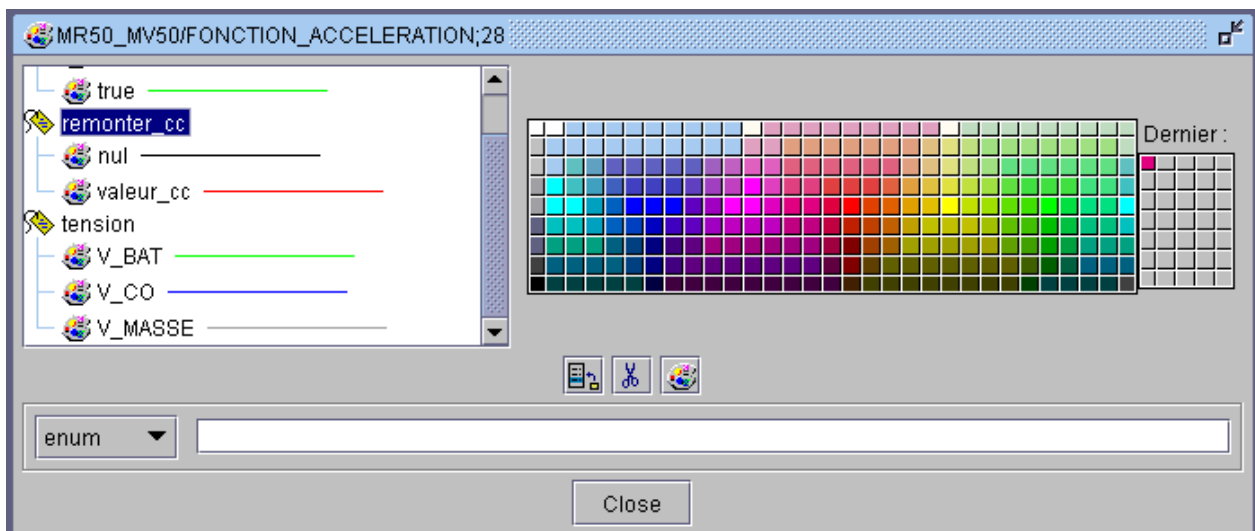 MR50_MV50/FONCTION_ACCELERATION;28
true
remonter_cc
nul
valeur_cc
tension
V_BAT
V_CO
V_MASSE
Dernier :
enum
Close